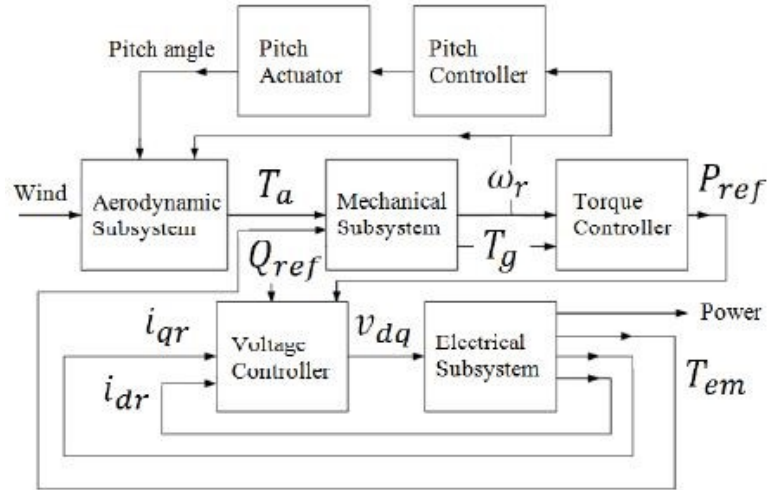 Pitch angle
Pitch
Actuator
Pitch
Controller
Wind
Aerodynamic
Subsystem
T_a
Mechanical
Subsystem
ω_r
T_g
Torque
Controller
P_ref
Q_ref
i_qr
i_dr
Voltage
Controller
v_dq
Electrical
Subsystem
Power
T_em